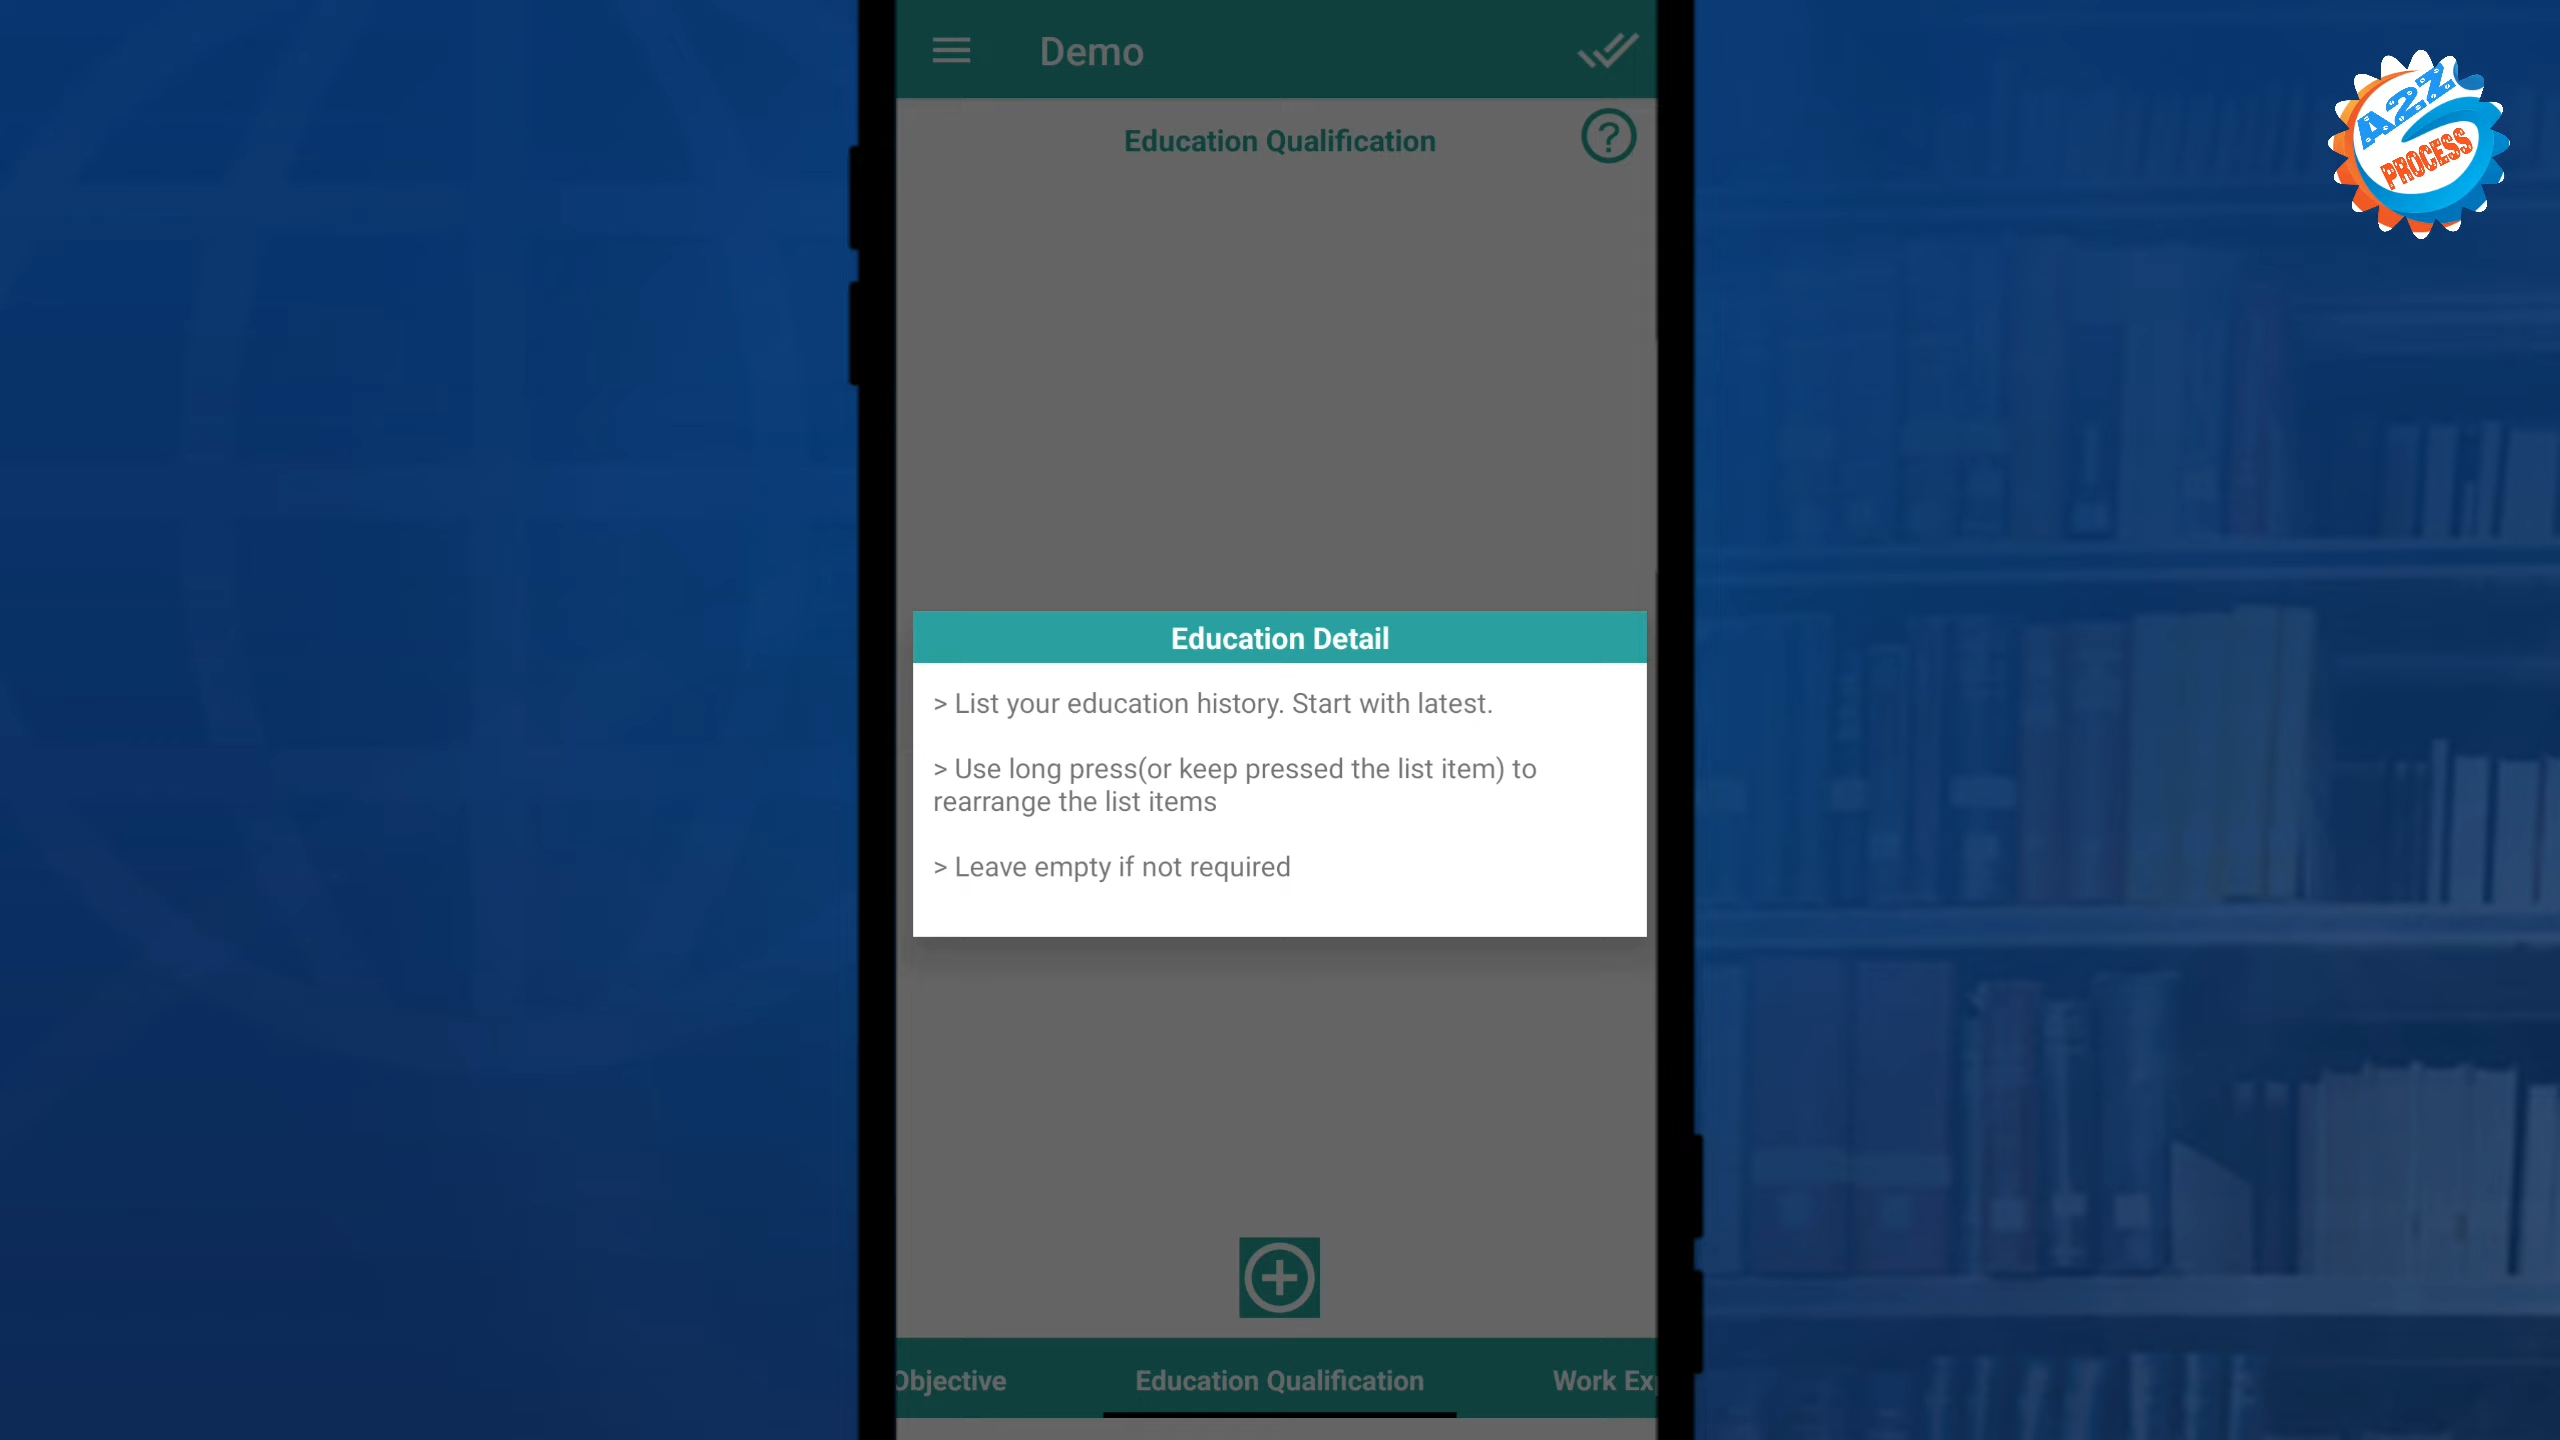 Demo
A2Z
PROCESS
Education Qualification
?
Education Detail
> List your education history. Start with latest.
> Use long press(or keep pressed the list item) to
rearrange the list items
> Leave empty if not required
Objective
Education Qualification
Work Exp